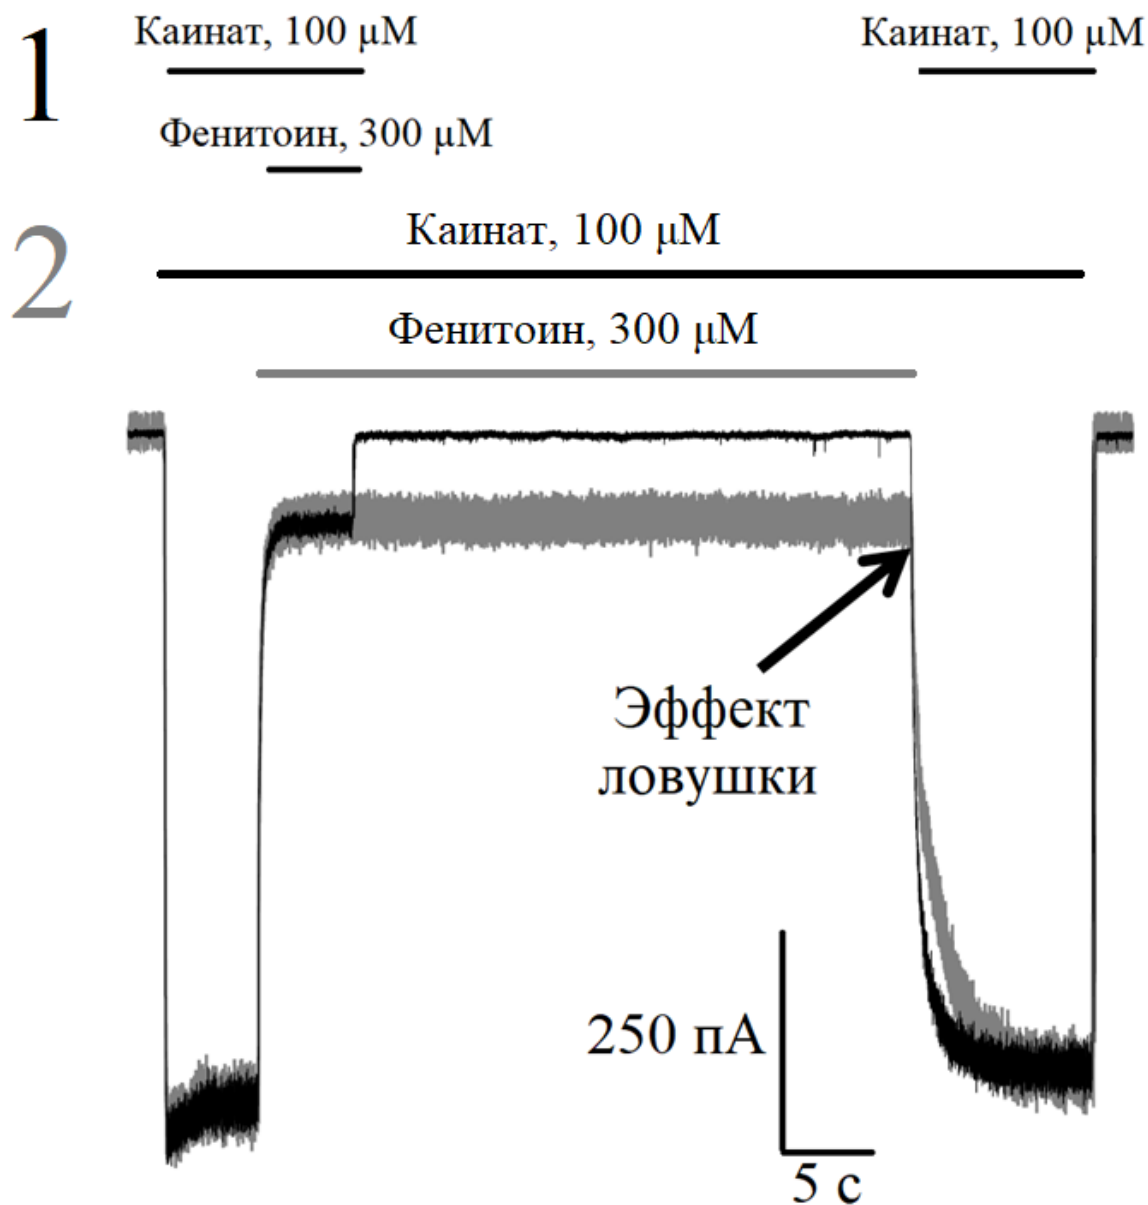 1
Каинат, 100 μM
Каинат, 100 μM
Фенитоин, 300 μM
2
Каинат, 100 μM
Фенитоин, 300 μM
Эффект
ловушки
250 пА
5 с